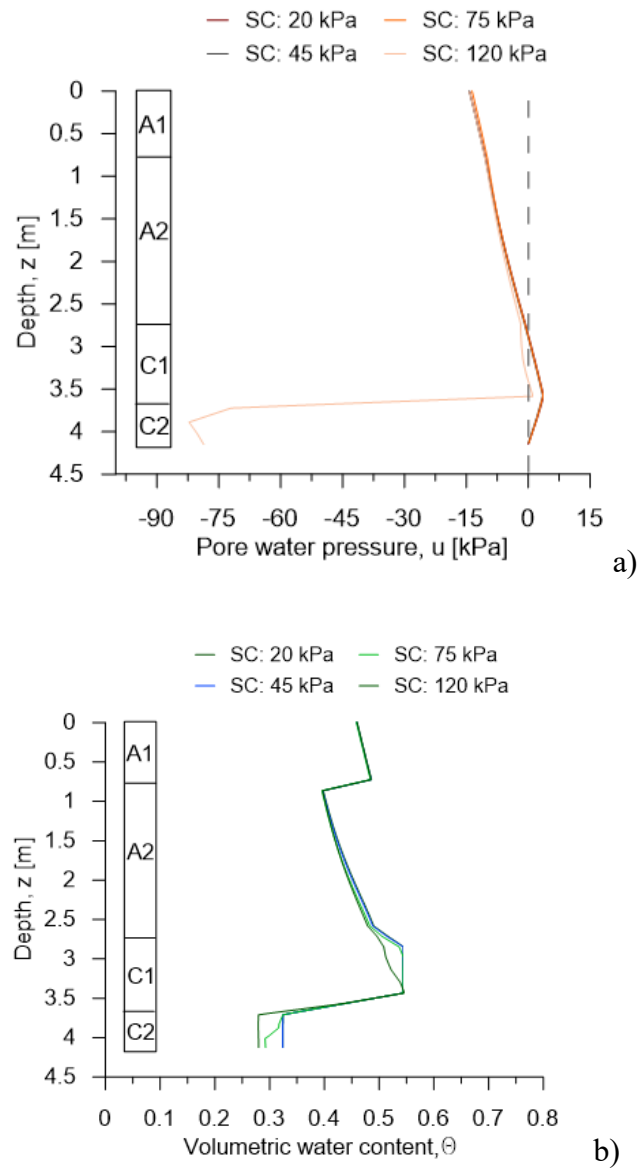 SC: 20 kPa SC: 75 kPa
SC: 45 kPa SC: 120 kPa
0
0.5
1
1.5
2
2.5
3
3.5
4
4.5
Depth, z [m]
A1
A2
C1
C2
-90 -75 -60 -45 -30 -15 0 15
Pore water pressure, u [kPa]
a)
SC: 20 kPa SC: 75 kPa
SC: 45 kPa SC: 120 kPa
0
0.5
1
1.5
2
2.5
3
3.5
4
4.5
Depth, z [m]
A1
A2
C1
C2
0 0.1 0.2 0.3 0.4 0.5 0.6 0.7 0.8
Volumetric water content, Θ
b)